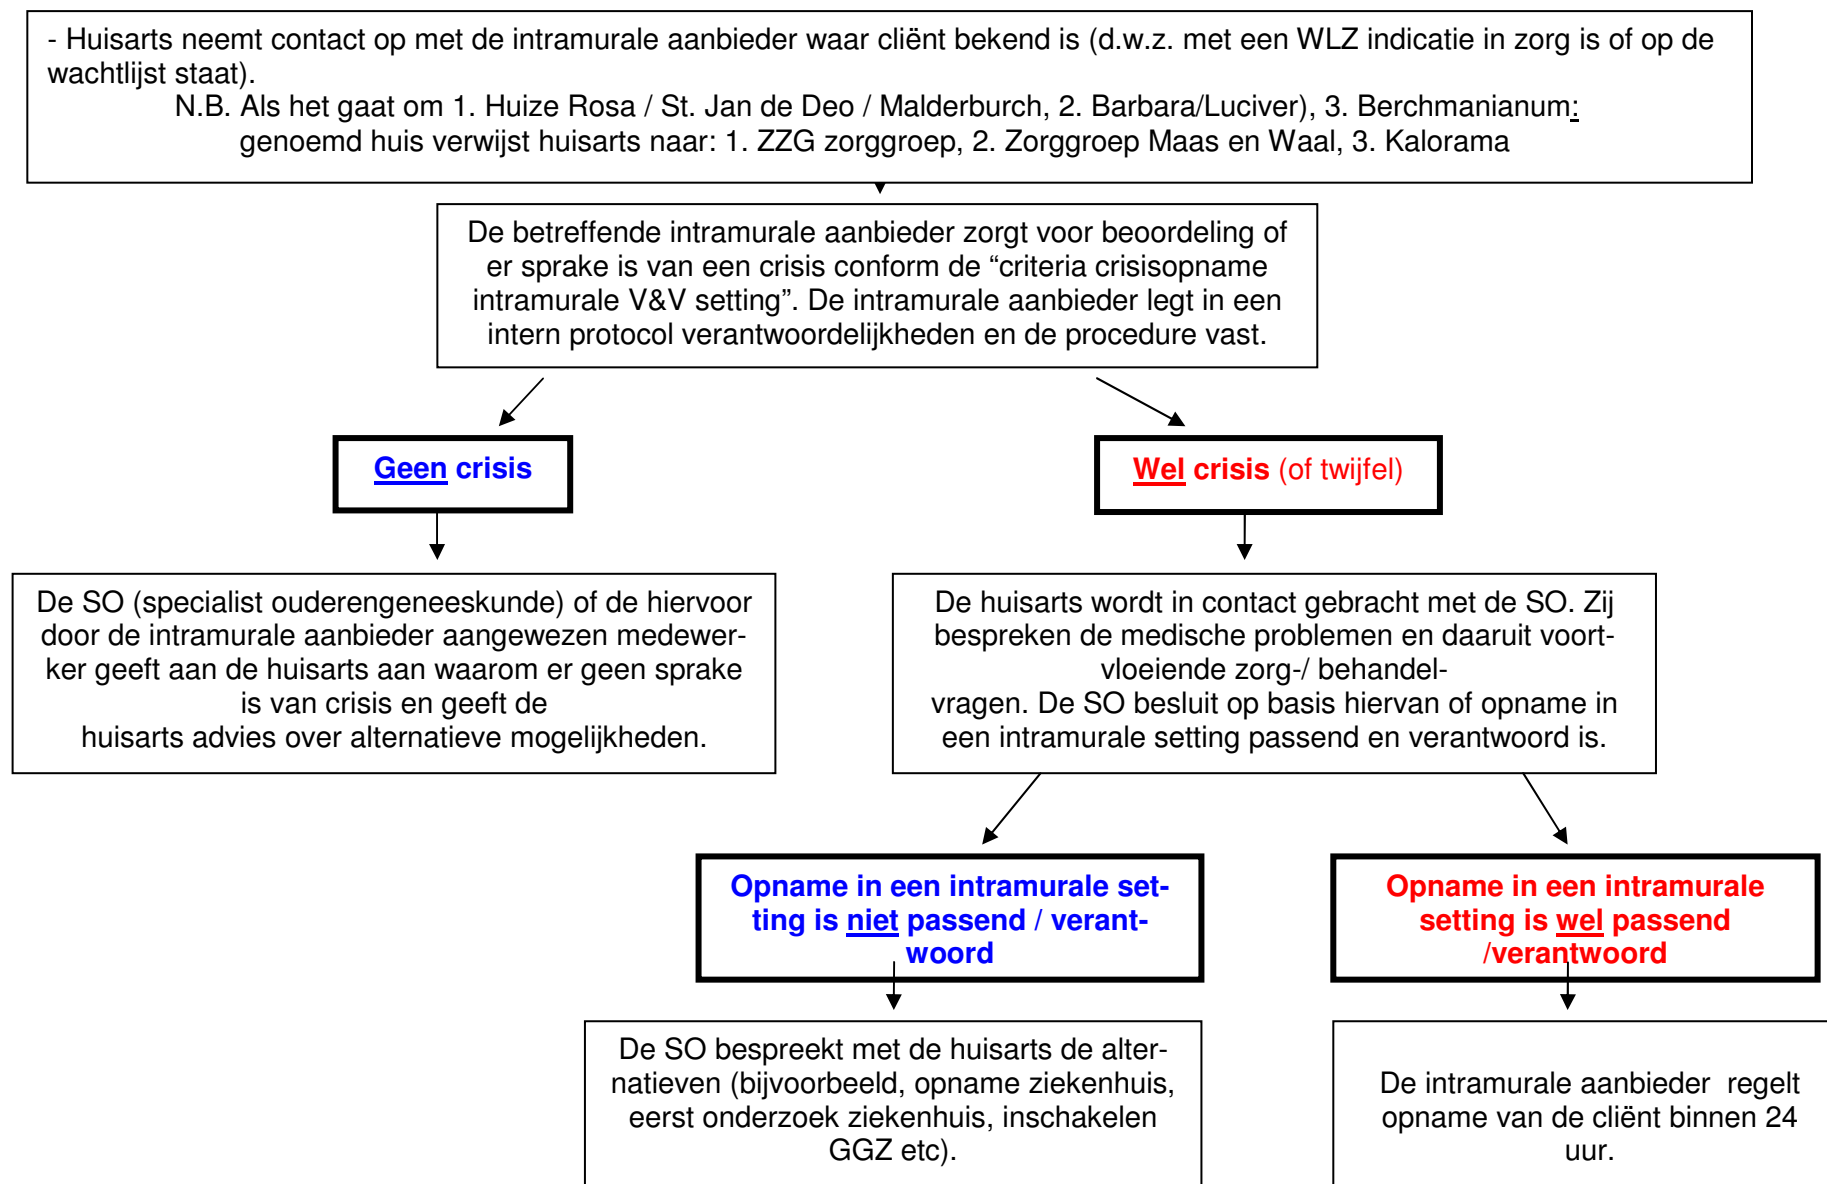 - Huisarts neemt contact op met de intramurale aanbieder waar cliënt bekend is (d.w.z. met een WLZ indicatie in zorg is of op de
wachtlijst staat).
N.B. Als het gaat om 1. Huize Rosa / St. Jan de Deo / Malderburch, 2. Barbara/Luciver), 3. Berchmanianum:
genoemd huis verwijst huisarts naar: 1. ZZG zorggroep, 2. Zorggroep Maas en Waal, 3. Kalorama
De betreffende intramurale aanbieder zorgt voor beoordeling of
er sprake is van een crisis conform de “criteria crisisopname
intramurale V&V setting”. De intramurale aanbieder legt in een
intern protocol verantwoordelijkheden en de procedure vast.
Geen crisis
Wel crisis (of twijfel)
De SO (specialist ouderengeneeskunde) of de hiervoor
door de intramurale aanbieder aangewezen medewer-
ker geeft aan de huisarts aan waarom er geen sprake
is van crisis en geeft de
huisarts advies over alternatieve mogelijkheden.
De huisarts wordt in contact gebracht met de SO. Zij
bespreken de medische problemen en daaruit voort-
vloeiende zorg-/ behandel-
vragen. De SO besluit op basis hiervan of opname in
een intramurale setting passend en verantwoord is.
Opname in een intramurale set-
ting is niet passend / verant-
woord
Opname in een intramurale
setting is wel passend
/verantwoord
De SO bespreekt met de huisarts de alter-
natieven (bijvoorbeeld, opname ziekenhuis,
eerst onderzoek ziekenhuis, inschakelen
GGZ etc).
De intramurale aanbieder  regelt
opname van de cliënt binnen 24
uur.